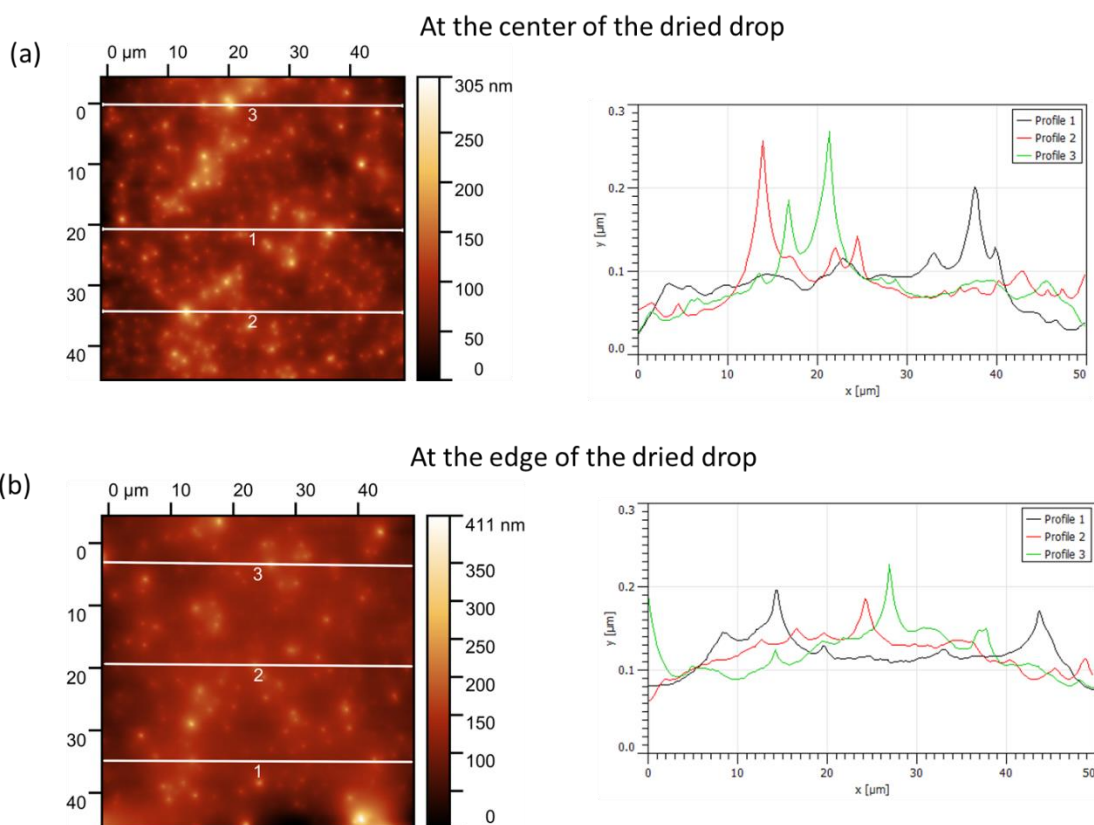 At the center of the dried drop
(a)
0 µm 10 20 40
305 nm
250
200
150
100
50
0
0
10
20
30
40
3
1
2
0.3
0.2
0.1
0.0
y [µm]
0 10 20 30 40 50
x [µm]
Profile 1
Profile 2
Profile 3
At the edge of the dried drop
(b)
0 µm 10 20 30 40
411 nm
350
300
250
200
150
100
0
0
10
20
30
40
3
2
1
0.3
0.2
0.1
0.0
y [µm]
0 10 20 30 40 50
x [µm]
Profile 1
Profile 2
Profile 3